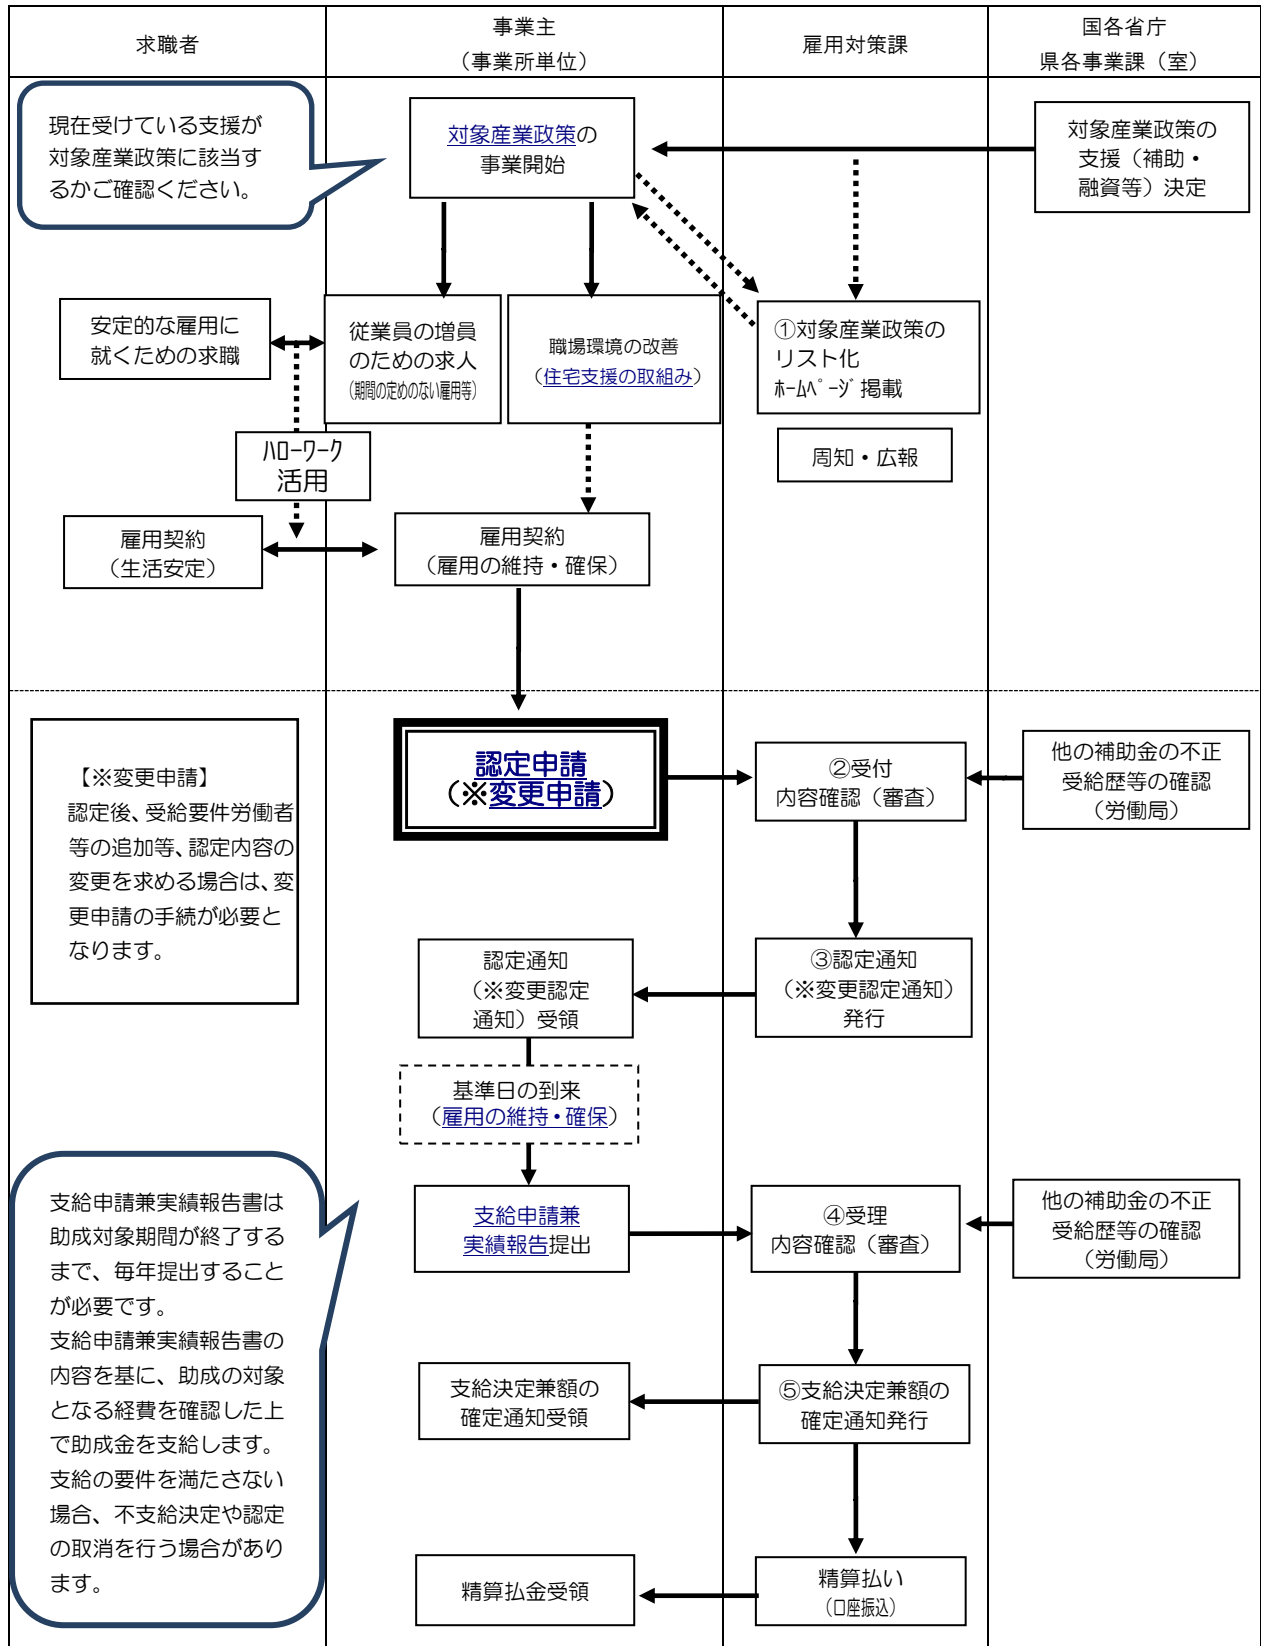 求職者
事業主
（事業所単位）
雇用対策課
国各省庁
県各事業課（室）
現在受けている支援が
対象産業政策に該当す
るかご確認ください。
対象産業政策の
事業開始
対象産業政策の
支援（補助・
融資等）決定
安定的な雇用に
就くための求職
従業員の増員
のための求人
（期間の定めのない雇用等）
職場環境の改善
（住宅支援の取組み）
①対象産業政策の
リスト化
ﾎｰﾑﾍﾟｰｼﾞ掲載
周知・広報
ﾊﾛｰﾜｰｸ
活用
雇用契約
（生活安定）
雇用契約
（雇用の維持・確保）
【※変更申請】
認定後、受給要件労働者
等の追加等、認定内容の
変更を求める場合は、変
更申請の手続が必要と
なります。
認定申請
（※変更申請）
②受付
内容確認（審査）
他の補助金の不正
受給歴等の確認
（労働局）
認定通知
（※変更認定
通知）受領
③認定通知
（※変更認定通知）
発行
基準日の到来
（雇用の維持・確保）
支給申請兼実績報告書は
助成対象期間が終了する
まで、毎年提出すること
が必要です。
支給申請兼実績報告書の
内容を基に、助成の対象
となる経費を確認した上
で助成金を支給します。
支給の要件を満たさない
場合、不支給決定や認定
の取消を行う場合があり
ます。
支給申請兼
実績報告提出
④受理
内容確認（審査）
他の補助金の不正
受給歴等の確認
（労働局）
支給決定兼額の
確定通知受領
⑤支給決定兼額の
確定通知発行
精算払金受領
精算払い
（口座振込）